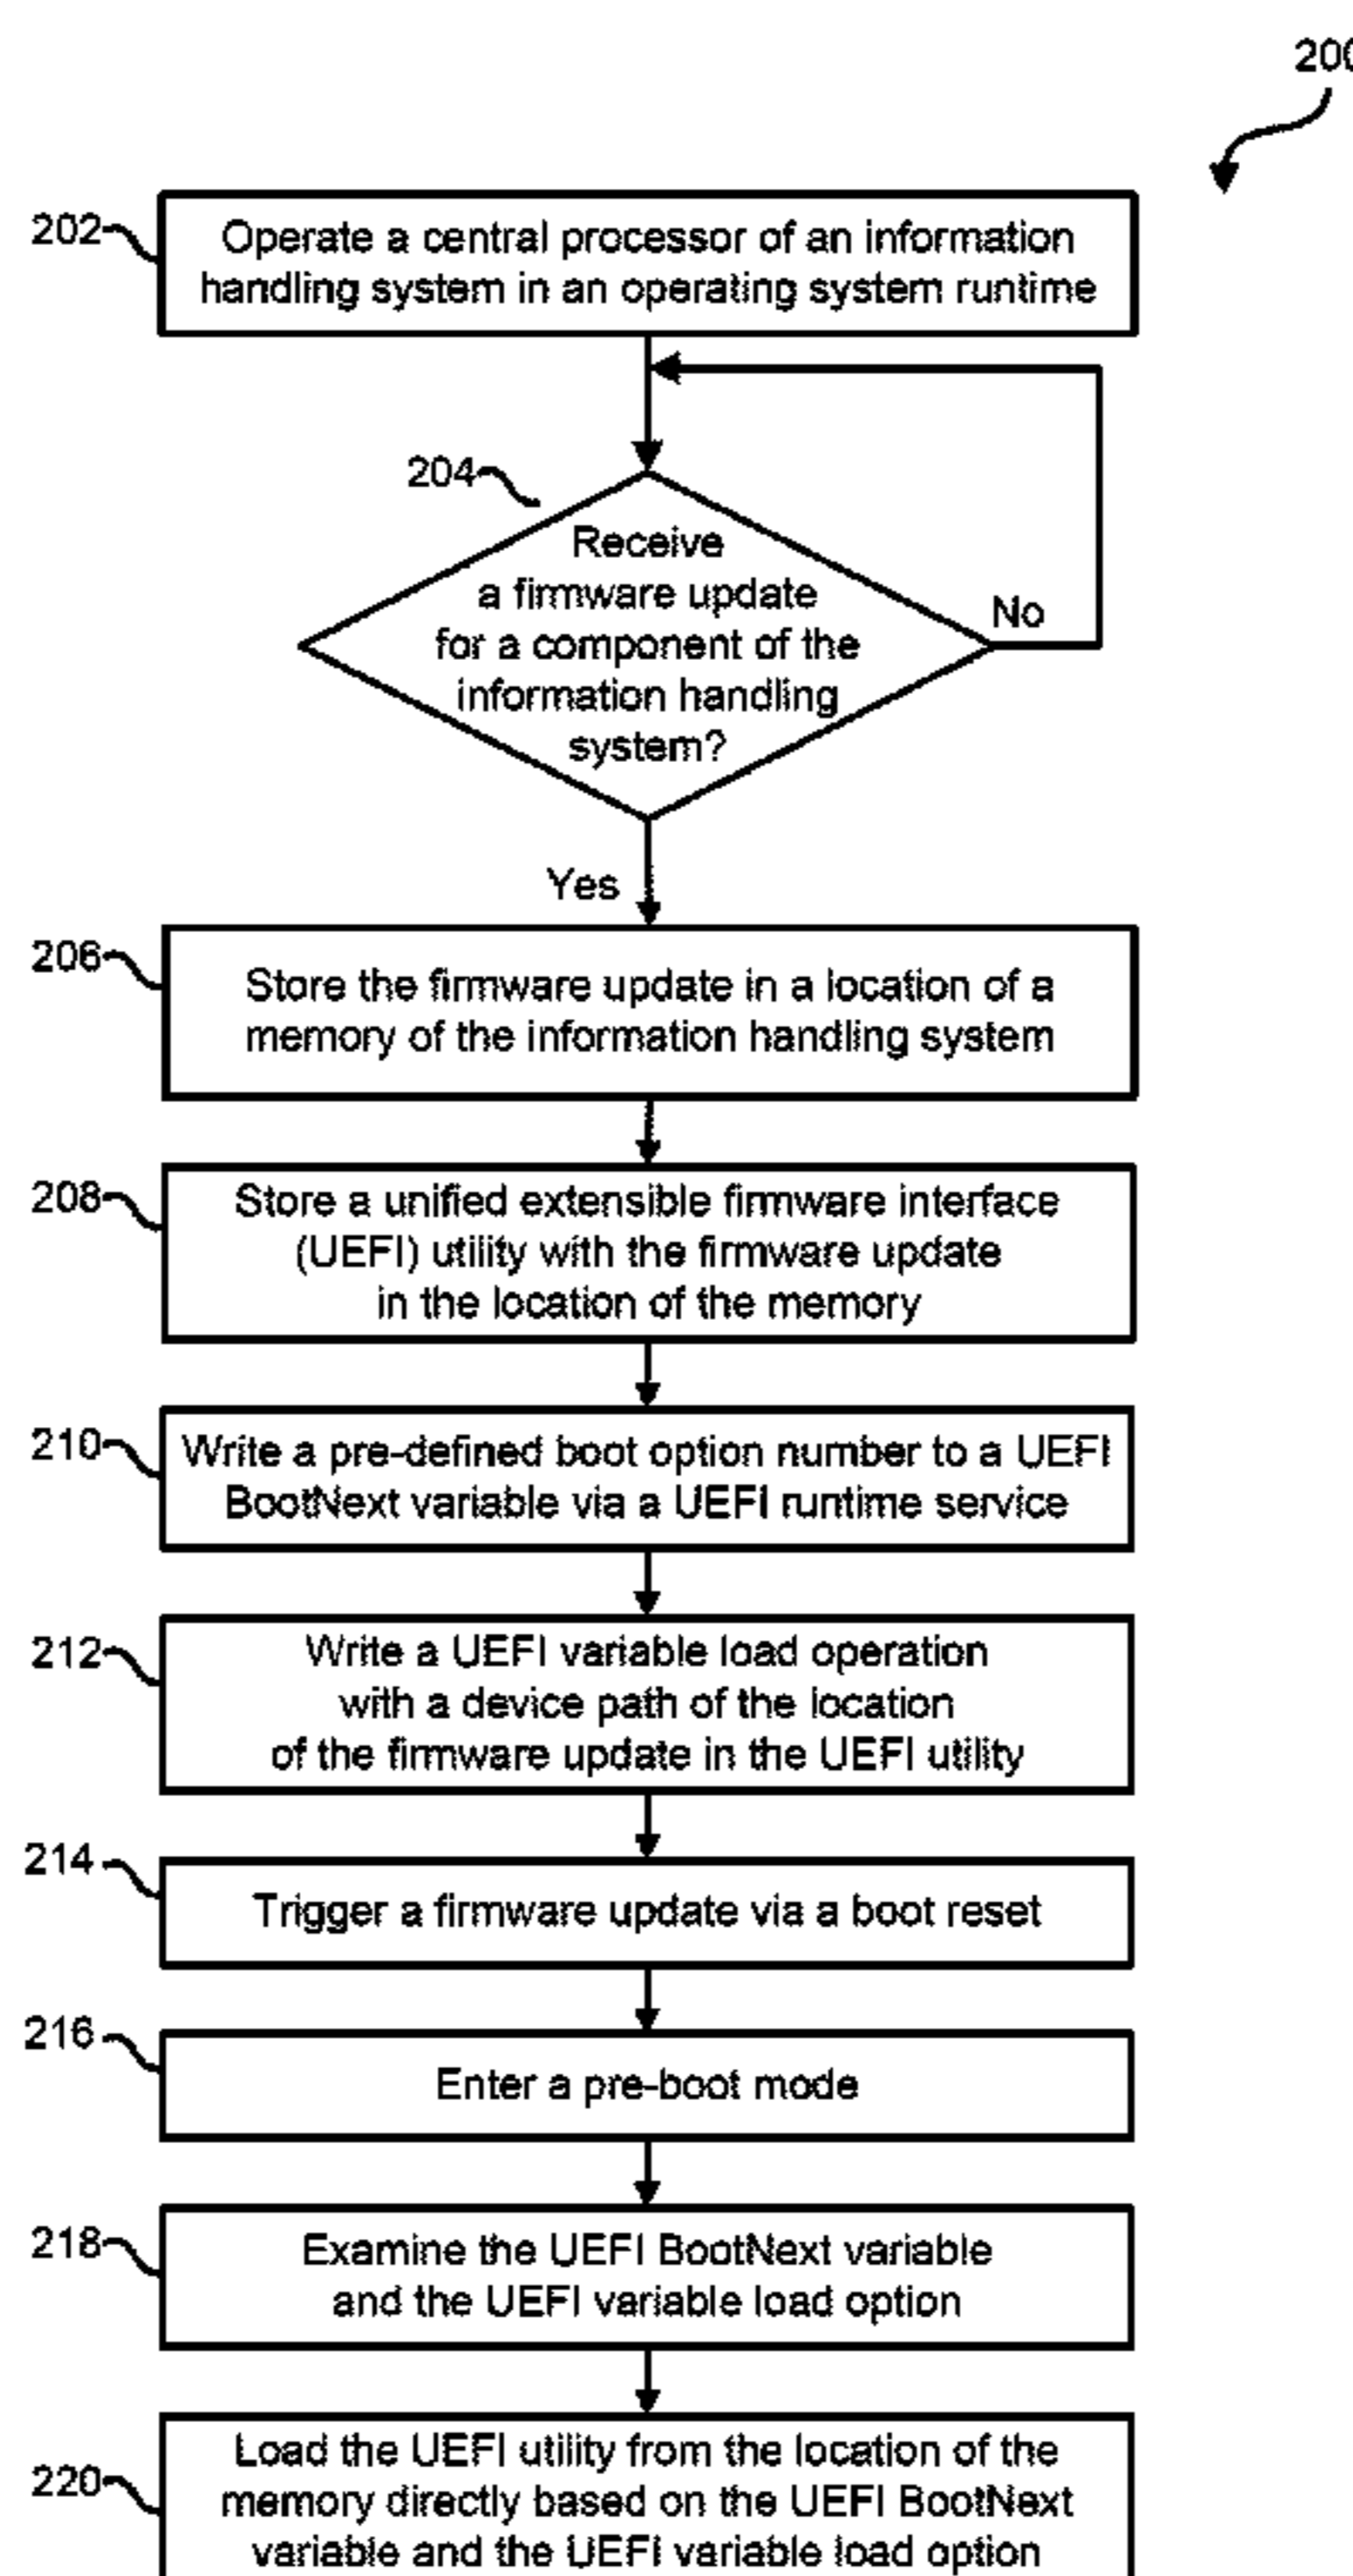 200
202
Operate a central processor of an information
handling system in an operating system runtime
204
Receive
a firmware update
for a component of the
information handling
system?
No
Yes
206
Store the firmware update in a location of a
memory of the information handling system
208
Store a unified extensible firmware interface
(UEFI) utility with the firmware update
in the location of the memory
210
Write a pre-defined boot option number to a UEFI
BootNext variable via a UEFI runtime service
212
Write a UEFI variable load operation
with a device path of the location
of the firmware update in the UEFI utility
214
Trigger a firmware update via a boot reset
216
Enter a pre-boot mode
218
Examine the UEFI BootNext variable
and the UEFI variable load option
220
Load the UEFI utility from the location of the
memory directly based on the UEFI BootNext
variable and the UEFI variable load option